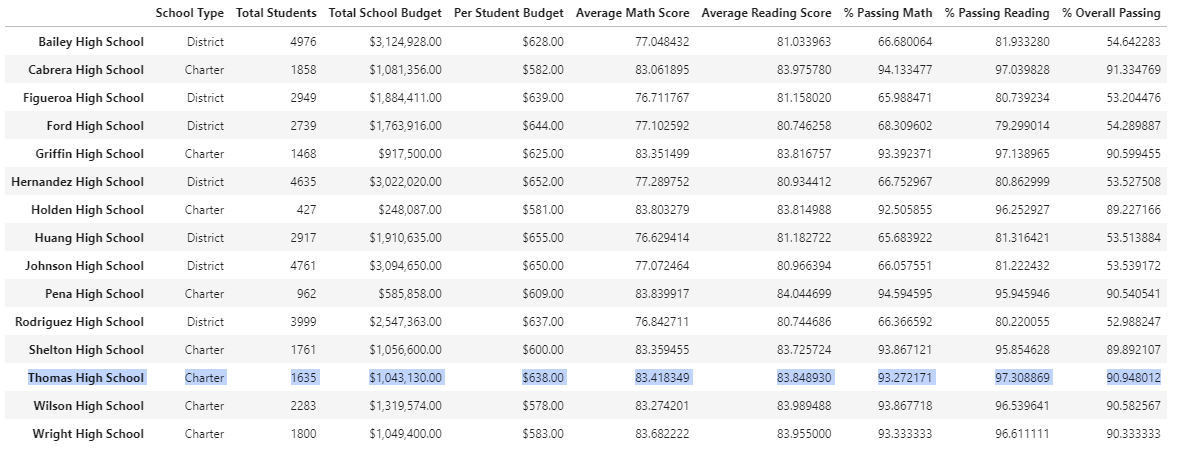 School Type Total Students Total School Budget Per Student Budget Average Math Score Average Reading Score % Passing Math % Passing Reading % Overall Passing
Bailey High School District 4976 $3,124,928.00 $628.00 77.048432 81.033963 66.680064 81.933280 54.642283
Cabrera High School Charter 1858 $1,081,356.00 $582.00 83.061895 83.975780 94.133477 97.039828 91.334769
Figueroa High School District 2949 $1,884,411.00 $639.00 76.711767 81.158020 65.988471 80.739234 53.204476
Ford High School District 2739 $1,763,916.00 $644.00 77.102592 80.746258 68.309602 79.299014 54.289887
Griffin High School Charter 1468 $917,500.00 $625.00 83.351499 83.816757 93.392371 97.138965 90.599455
Hernandez High School District 4635 $3,022,020.00 $652.00 77.289752 80.934412 66.752967 80.862999 53.527508
Holden High School Charter 427 $248,087.00 $581.00 83.803279 83.814988 92.505855 96.252927 89.227166
Huang High School District 2917 $1,910,635.00 $655.00 76.629414 81.182722 65.683922 81.316421 53.513884
Johnson High School District 4761 $3,094,650.00 $650.00 77.072464 80.966394 66.057551 81.222432 53.539172
Pena High School Charter 962 $585,858.00 $609.00 83.839917 84.044699 94.594595 95.945946 90.540541
Rodriguez High School District 3999 $2,547,363.00 $637.00 76.842711 80.744686 66.366592 80.220055 52.988247
Shelton High School Charter 1761 $1,056,600.00 $600.00 83.359455 83.725724 93.867121 95.854628 89.892107
Thomas High School Charter 1635 $1,043,130.00 $638.00 83.418349 83.848930 93.272171 97.308869 90.948012
Wilson High School Charter 2283 $1,319,574.00 $578.00 83.274201 83.989488 93.867718 96.539641 90.582567
Wright High School Charter 1800 $1,049,400.00 $583.00 83.682222 83.955000 93.333333 96.611111 90.333333